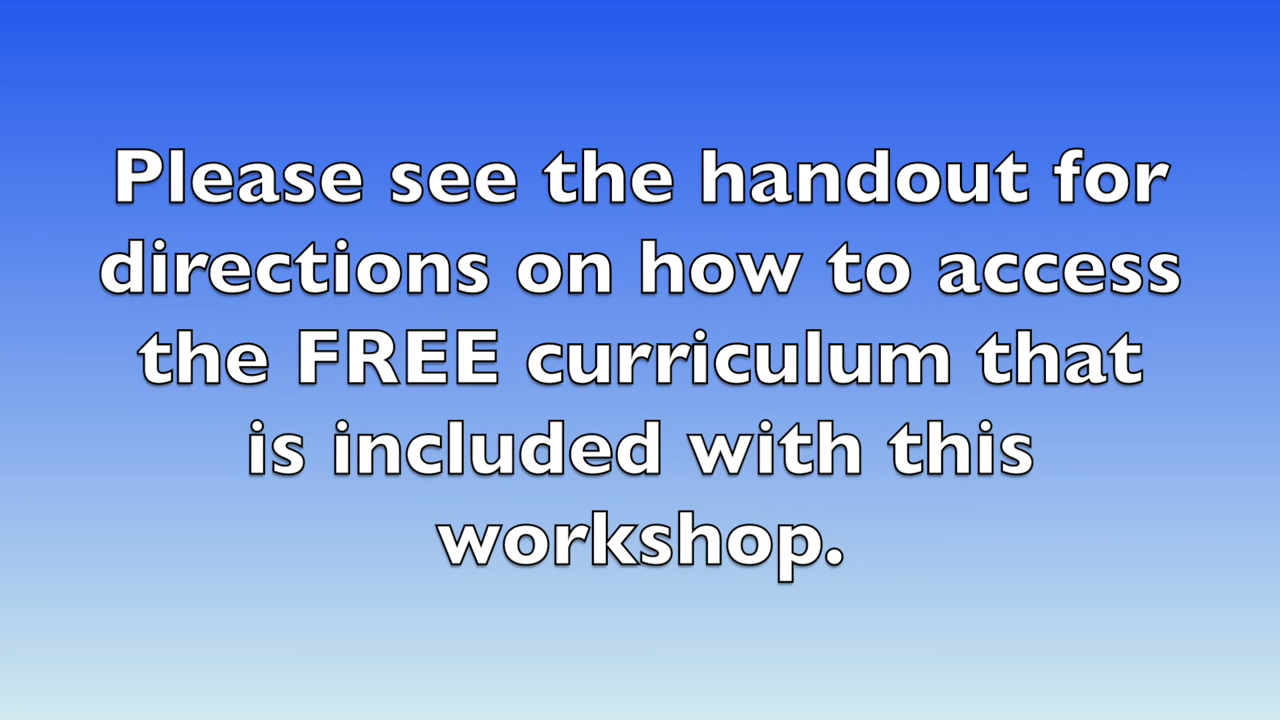 Please see the handout for
directions on how to access
the FREE curriculum that
is included with this
workshop.